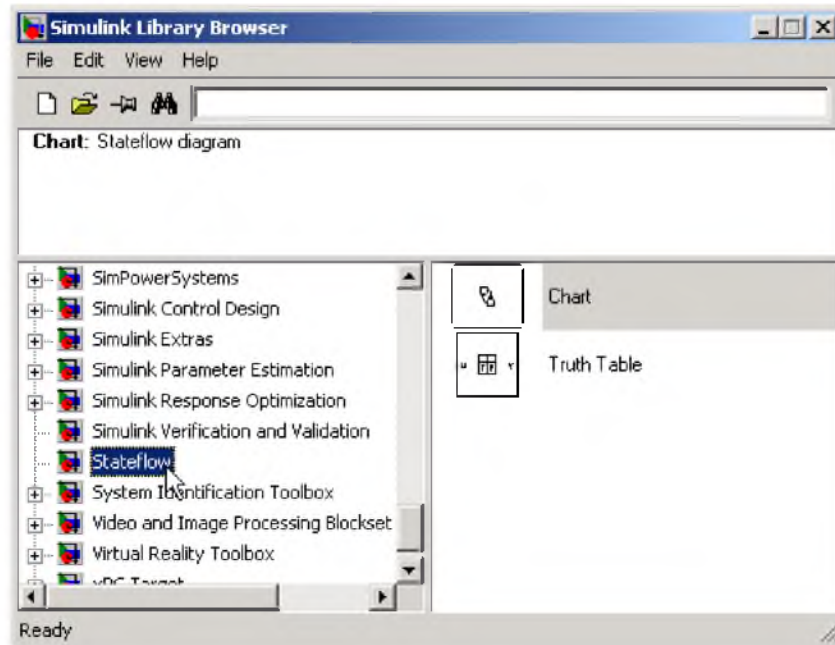 Simulink Library Browser
File Edit View Help
Chart: Stateflow diagram
SimPowerSystems
Simulink Control Design
Simulink Extras
Simulink Parameter Estimation
Simulink Response Optimization
Simulink Verification and Validation
Stateflow
System Identification Toolbox
Video and Image Processing Blockset
Virtual Reality Toolbox
xPC Target
Chart
Truth Table
Ready